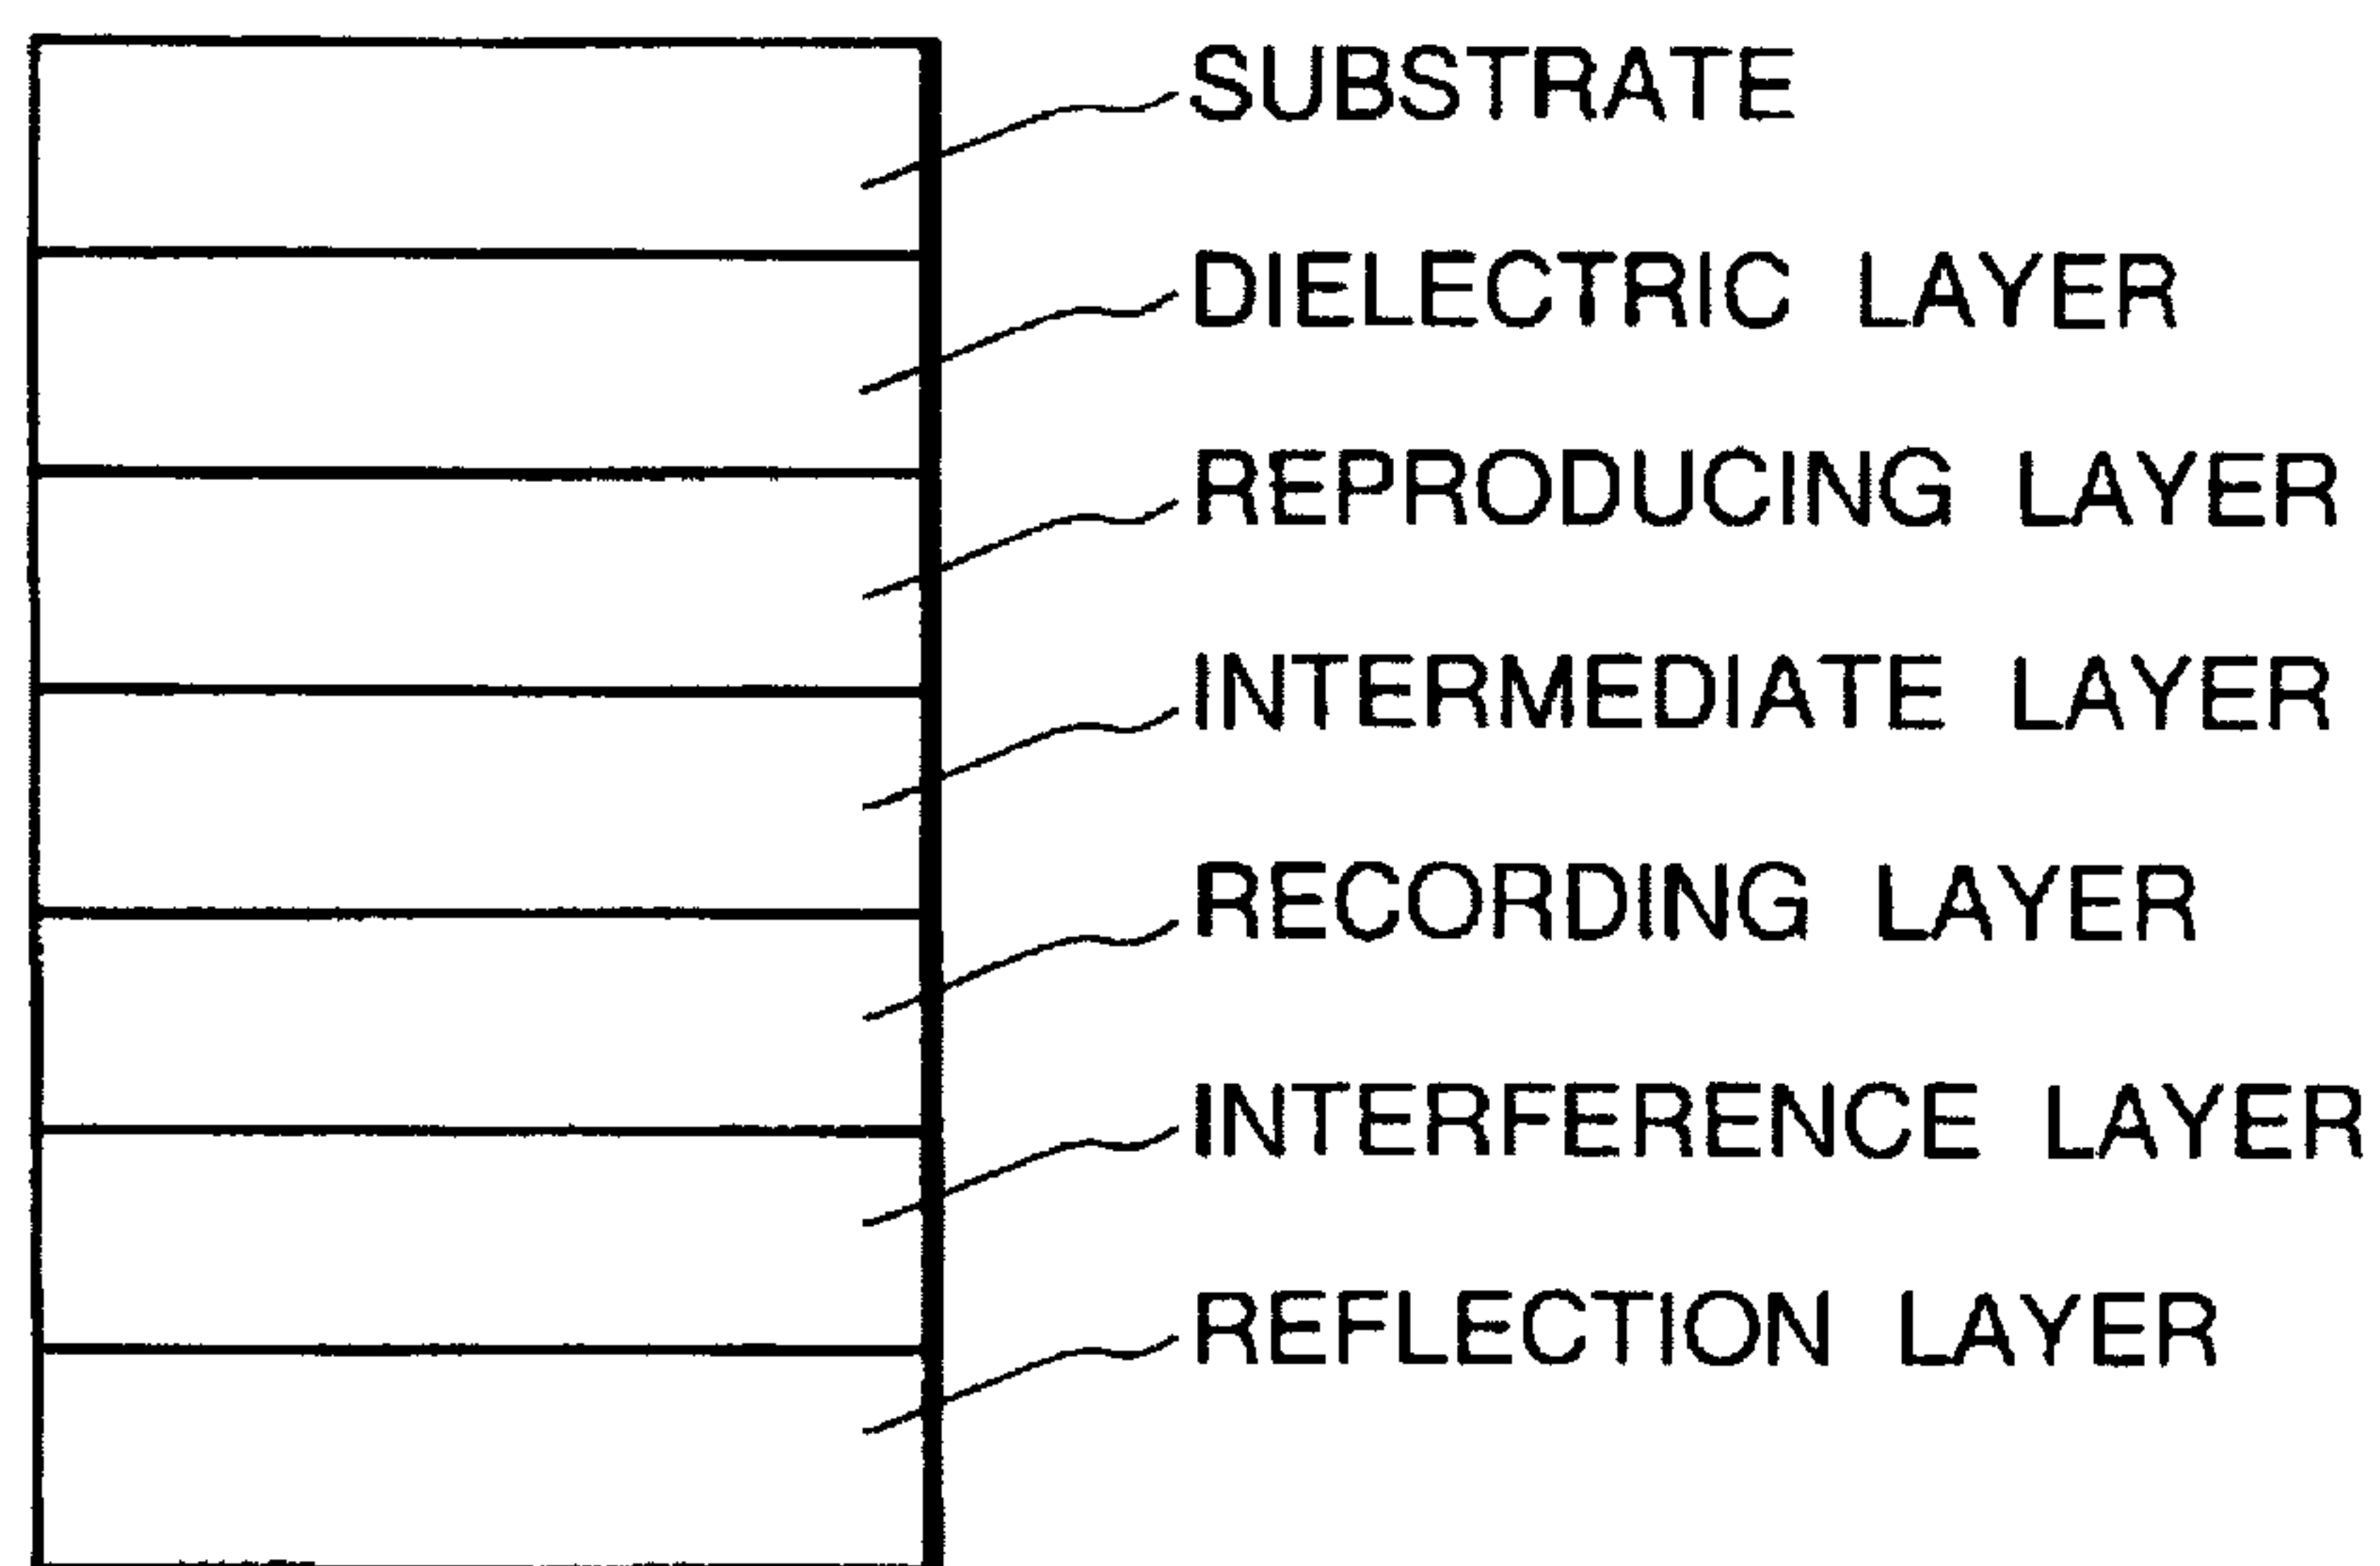 SUBSTRATE
DIELECTRIC LAYER
REPRODUCING LAYER
INTERMEDIATE LAYER
RECORDING LAYER
INTERFERENCE LAYER
REFLECTION LAYER